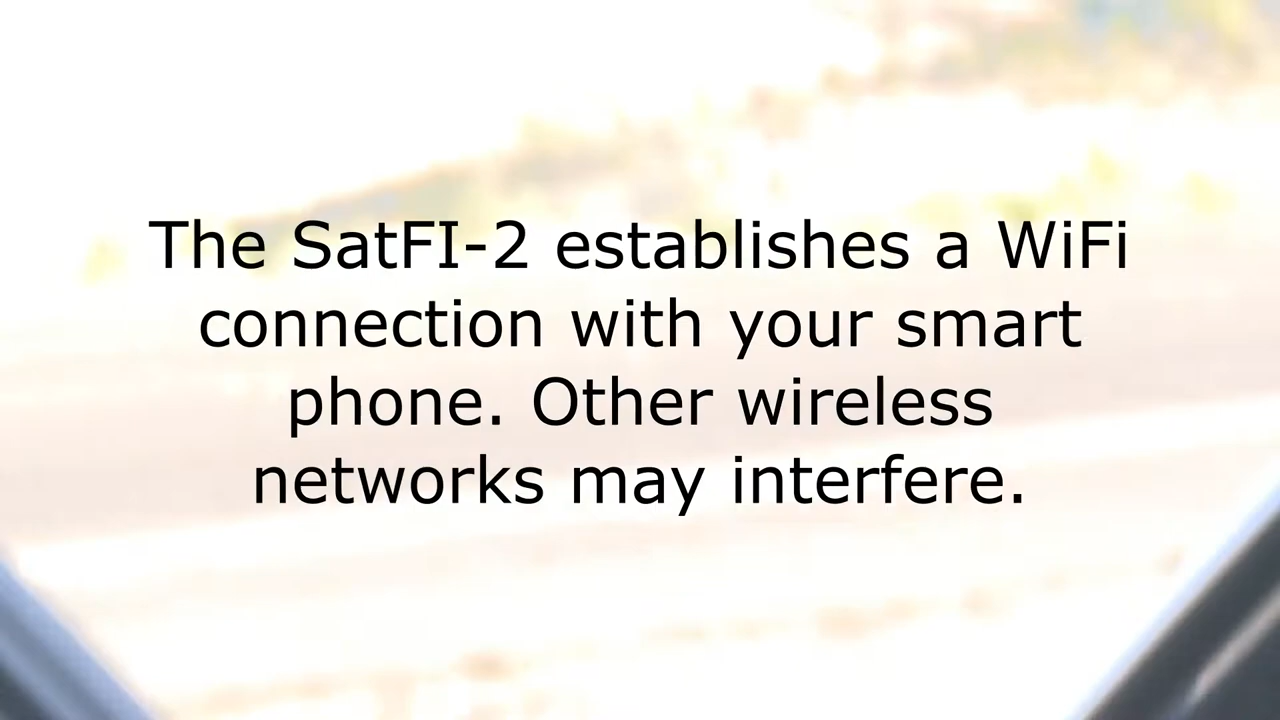 The SatFI-2 establishes a WiFi
connection with your smart
phone. Other wireless
networks may interfere.